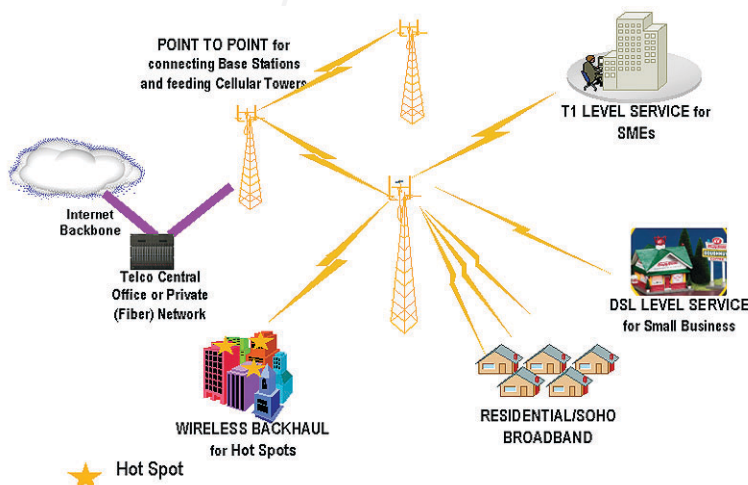 POINT TO POINT for
connecting Base Stations
and feeding Cellular Towers
T1 LEVEL SERVICE for
SMEs
Internet
Backbone
Telco Central
Office or Private
(Fiber) Network
DSL LEVEL SERVICE
for Small Business
WIRELESS BACKHAUL
for Hot Spots
RESIDENTIAL/SOHO
BROADBAND
Hot Spot